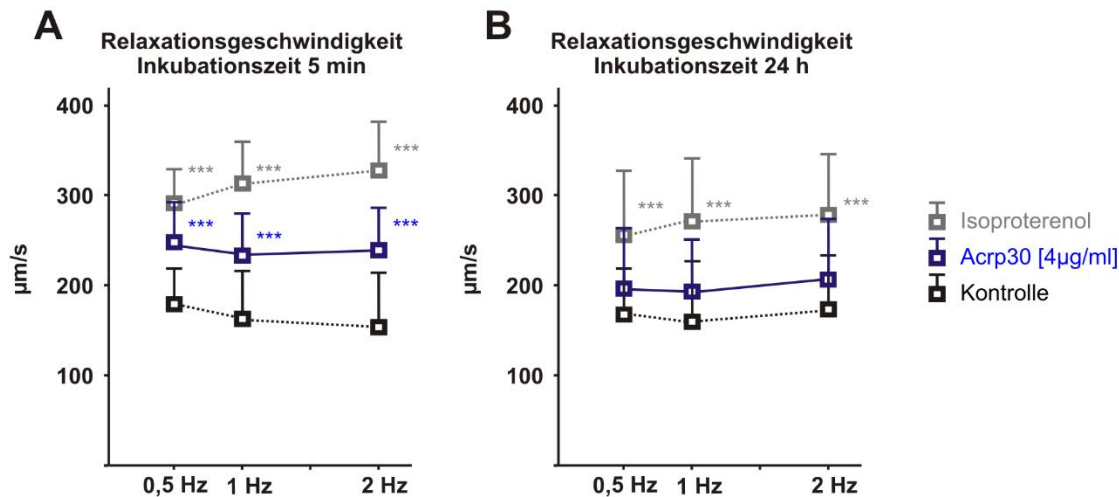 A
Relaxationsgeschwindigkeit
Inkubationszeit 5 min
400
300
200
100
µm/s
***
***
***
***
***
***
0,5 Hz
1 Hz
2 Hz
B
Relaxationsgeschwindigkeit
Inkubationszeit 24 h
400
300
200
100
µm/s
***
***
***
0,5 Hz
1 Hz
2 Hz
Isoproterenol
Acrp30 [4µg/ml]
Kontrolle